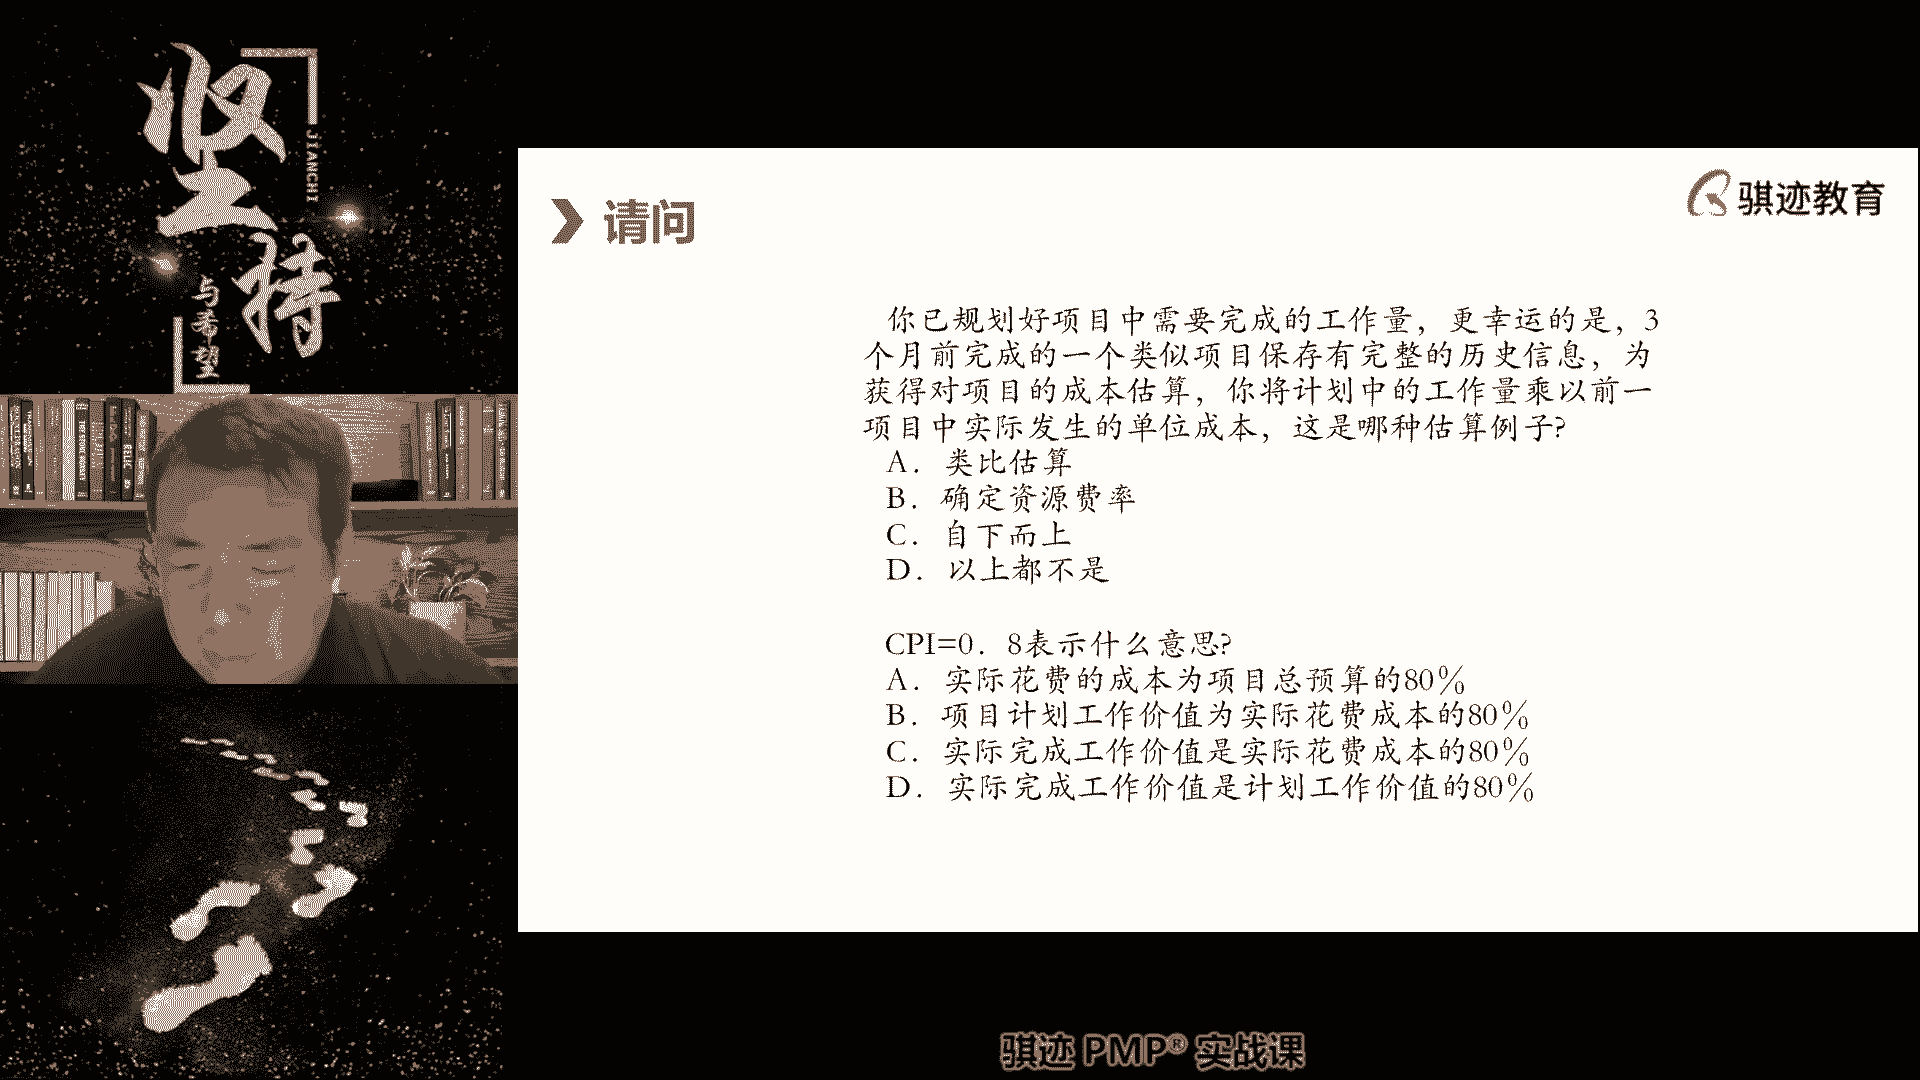 坚持
JIANCHI
与希望
请问
骐迹教育
你已规划好项目中需要完成的工作量，更幸运的是，3
个月前完成的一个类似项目保存有完整的历史信息，为
获得对项目的成本估算，你将计划中的工作量乘以前一
项目中实际发生的单位成本，这是哪种估算例子?
A．类比估算
B．确定资源费率
C．自下而上
D．以上都不是
CPI=0．8表示什么意思?
A．实际花费的成本为项目总预算的80％
B．项目计划工作价值为实际花费成本的80％
C．实际完成工作价值是实际花费成本的80％
D．实际完成工作价值是计划工作价值的80％
骐迹 PMP® 实战课